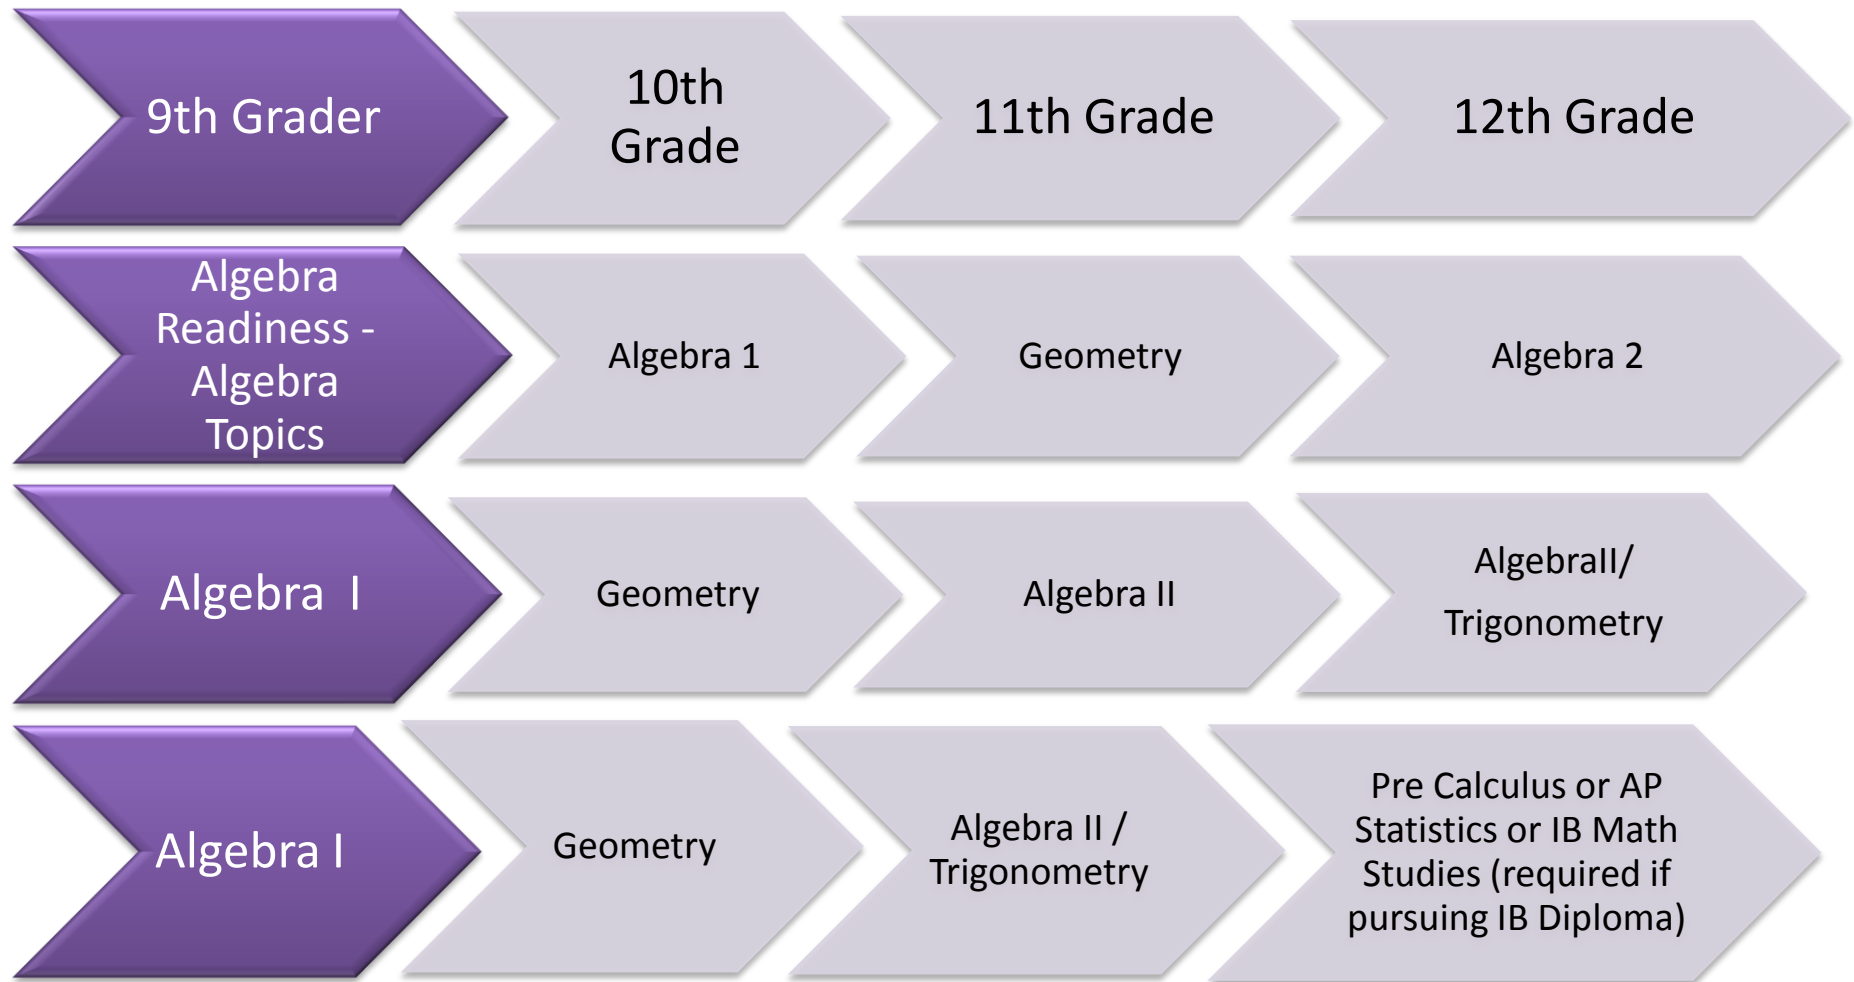 9th Grader
10th
Grade
11th Grade
12th Grade
Algebra
Readiness -
Algebra
Topics
Algebra 1
Geometry
Algebra 2
Algebra  I
Geometry
Algebra II
AlgebraII/
Trigonometry
Algebra I
Geometry
Algebra II /
Trigonometry
Pre Calculus or AP
Statistics or IB Math
Studies (required if
pursuing IB Diploma)